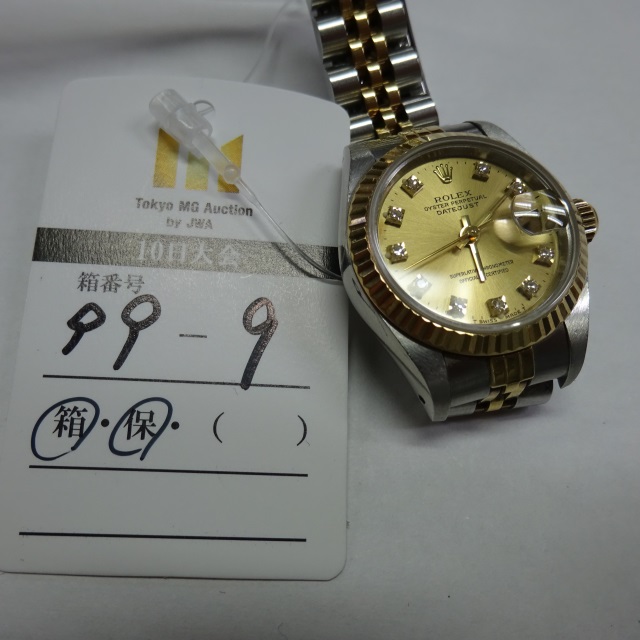 Tokyo MG Auction
by JWA
10日大会
箱番号
99-9
箱・保・(　　)
ROLEX
OYSTER PERPETUAL
DATEJUST
SUPERLATIVE CHRONOMETER
OFFICIALLY CERTIFIED